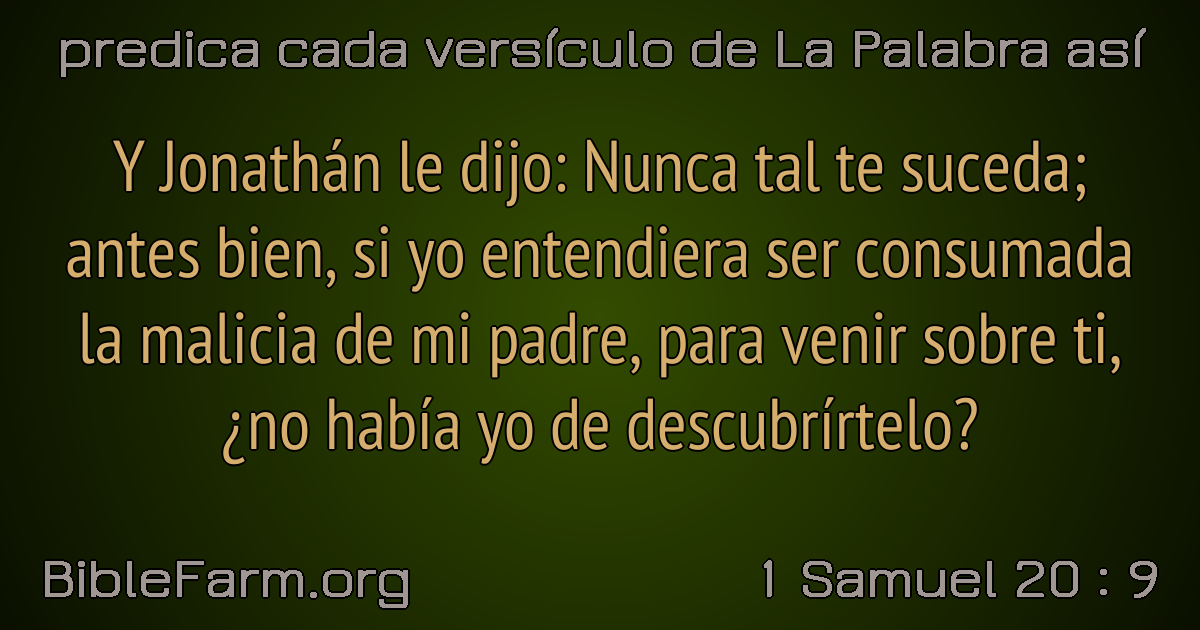 predica cada versículo de La Palabra así
Y Jonathán le dijo: Nunca tal te suceda;
antes bien, si yo entendiera ser consumada
la malicia de mi padre, para venir sobre ti,
¿no había yo de descubrírtelo?
BibleFarm.org
1 Samuel 20 : 9